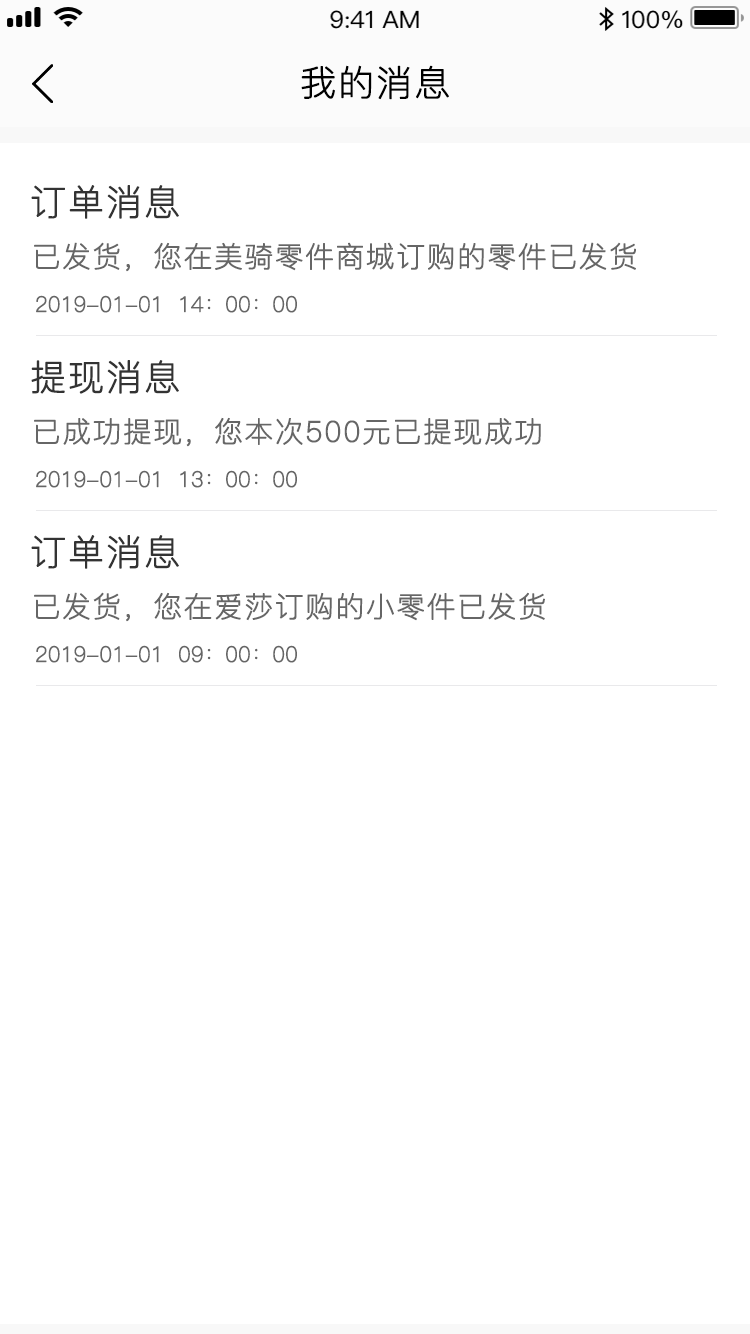 9:41 AM
100%
我的消息
订单消息
已发货，您在美骑零件商城订购的零件已发货
2019-01-01 14：00：00
提现消息
已成功提现，您本次500元已提现成功
2019-01-01 13：00：00
订单消息
已发货，您在爱莎订购的小零件已发货
2019-01-01 09：00：00